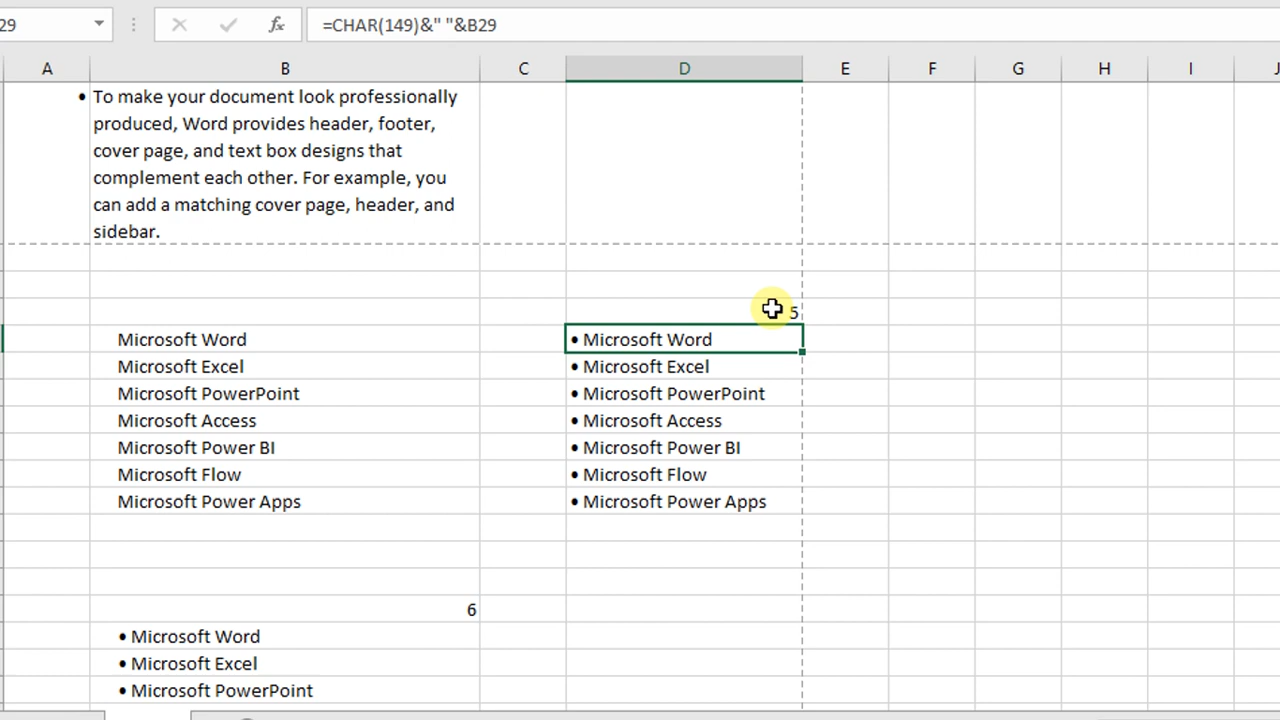 29
fx
=CHAR(149)&" "&B29
A B C D E F G H I J
• To make your document look professionally
produced, Word provides header, footer,
cover page, and text box designs that
complement each other. For example, you
can add a matching cover page, header, and
sidebar.
5
Microsoft Word • Microsoft Word
Microsoft Excel • Microsoft Excel
Microsoft PowerPoint • Microsoft PowerPoint
Microsoft Access • Microsoft Access
Microsoft Power BI • Microsoft Power BI
Microsoft Flow • Microsoft Flow
Microsoft Power Apps • Microsoft Power Apps
6
• Microsoft Word
• Microsoft Excel
• Microsoft PowerPoint